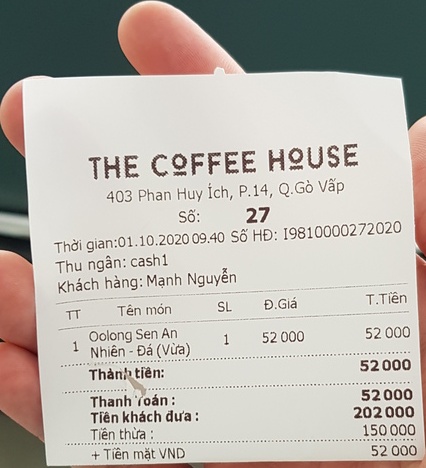 THE COFFEE HOUSE
403 Phan Huy Ích, P.14, Q.Gò Vấp
Số: 27
Thời gian:01.10.2020 09.40 Số HĐ: I9810000272020
Thu ngân: cash1
Khách hàng: Mạnh Nguyễn
TT Tên món SL Đ.Giá T.Tiền
1 Oolong Sen An 1 52 000 52 000
Nhiên - Đá (Vừa)
Thành tiền: 52 000
Thanh toán : 52 000
Tiền khách đưa : 202 000
Tiền thừa : 150 000
+ Tiền mặt VND 52 000